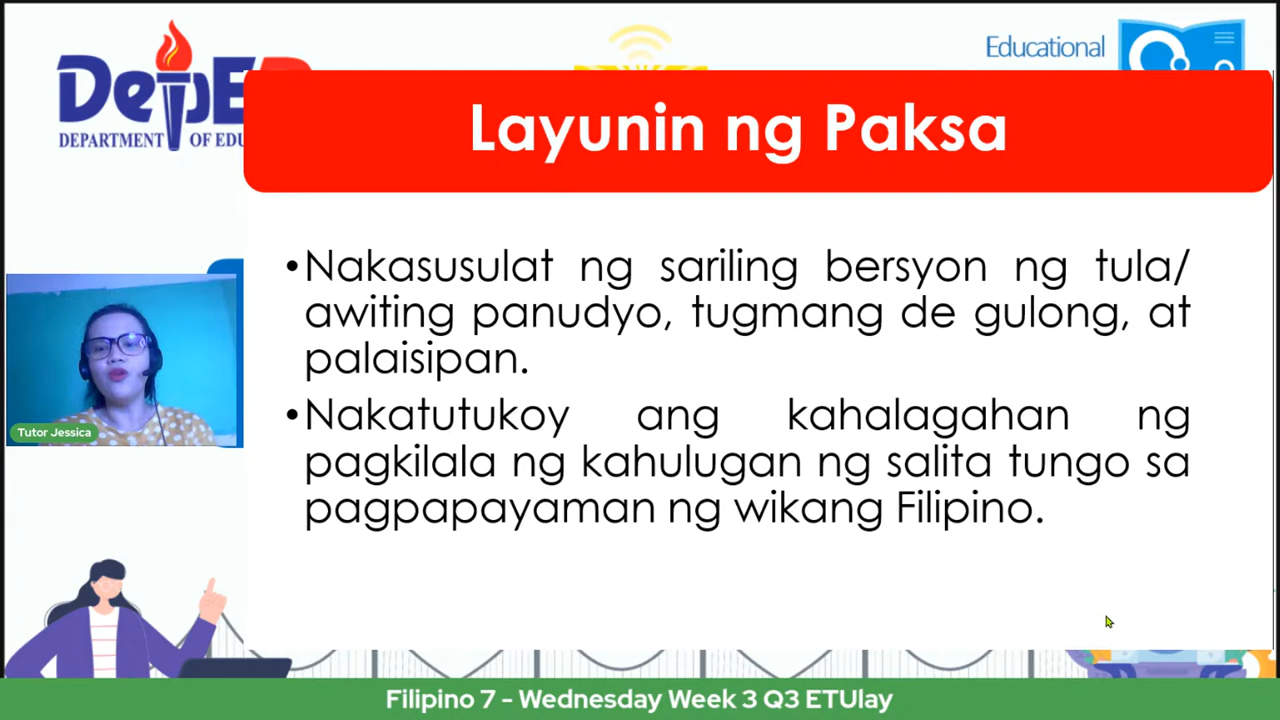 DepE
DEPARTMENT OF EDU
Educational
Layunin ng Paksa
•Nakasusulat ng sariling bersyon ng tula/
awiting panudyo, tugmang de gulong, at
palaisipan.
•Nakatutukoy ang kahalagahan ng
pagkilala ng kahulugan ng salita tungo sa
pagpapayaman ng wikang Filipino.
Tutor Jessica
Filipino 7 - Wednesday Week 3 Q3 ETUlay